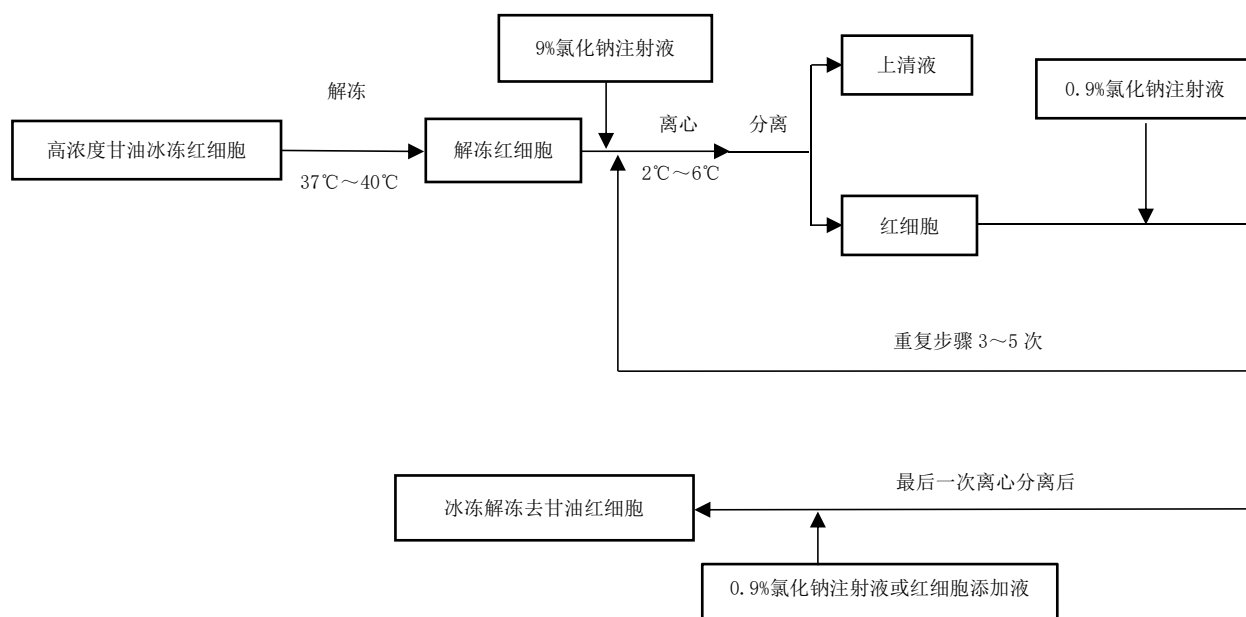 9%氯化钠注射液
上清液
0.9%氯化钠注射液
解冻
离心
分离
高浓度甘油冰冻红细胞
解冻红细胞
37℃～40℃
2℃～6℃
红细胞
重复步骤 3～5 次
最后一次离心分离后
冰冻解冻去甘油红细胞
0.9%氯化钠注射液或红细胞添加液